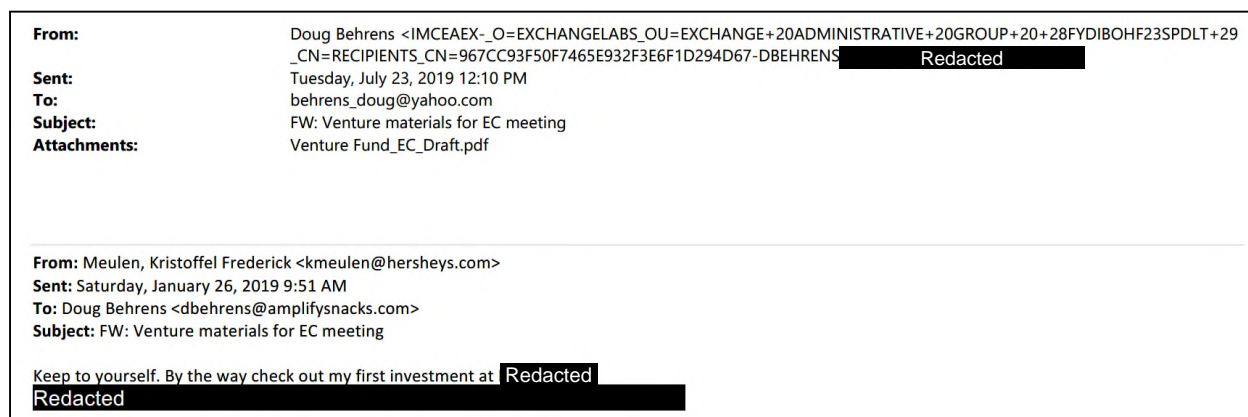 From: Doug Behrens <IMCEAEX-_O=EXCHANGELABS_OU=EXCHANGE+20ADMINISTRATIVE+20GROUP+20+28FYDIBOHF23SPDLT+29
_CN=RECIPIENTS_CN=967CC93F50F7465E932F3E6F1D294D67-DBEHRENS Redacted
Sent: Tuesday, July 23, 2019 12:10 PM
To: behrens_doug@yahoo.com
Subject: FW: Venture materials for EC meeting
Attachments: Venture Fund_EC_Draft.pdf
From: Meulen, Kristoffel Frederick <kmeulen@hersheys.com>
Sent: Saturday, January 26, 2019 9:51 AM
To: Doug Behrens <dbehrens@amplifysnacks.com>
Subject: FW: Venture materials for EC meeting
Keep to yourself. By the way check out my first investment at Redacted
Redacted